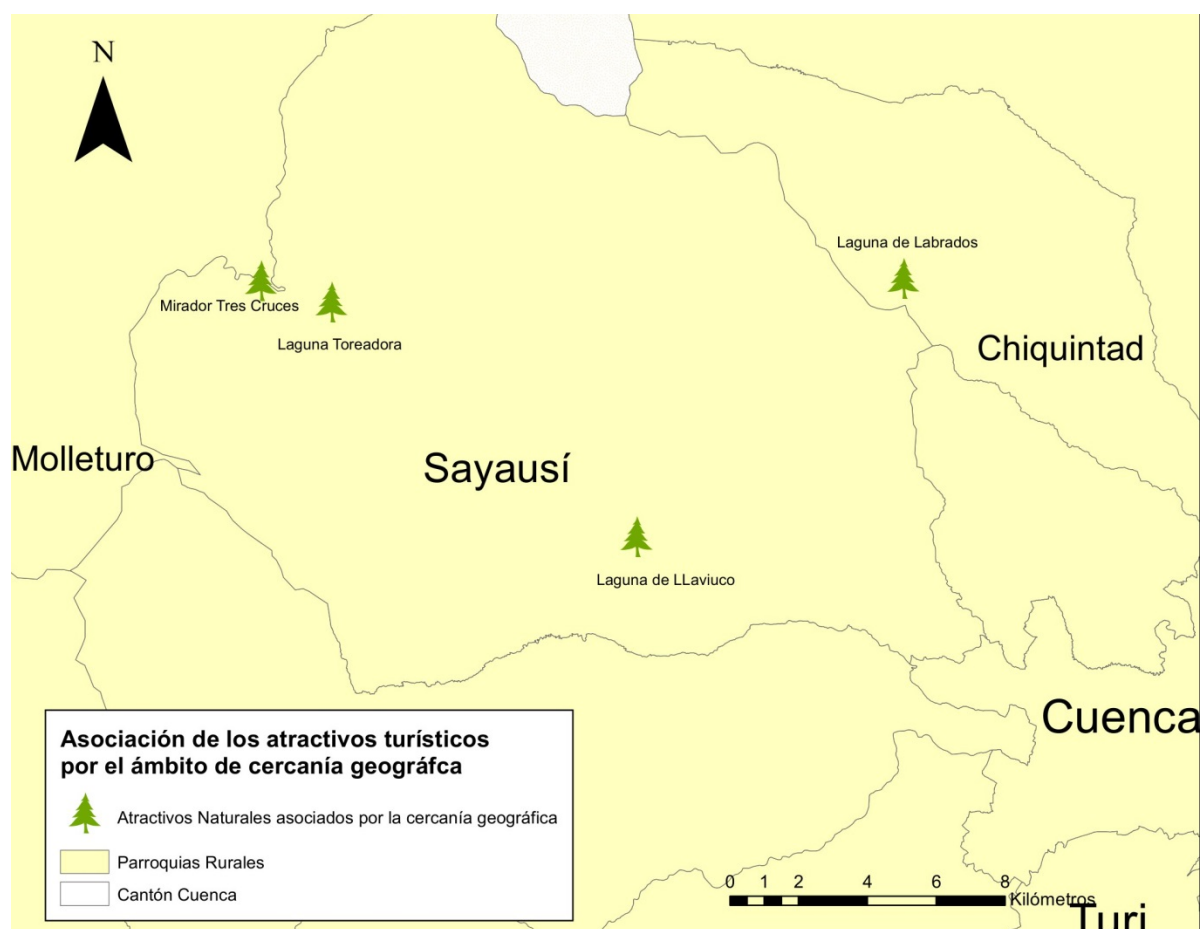 N
Laguna de Labrados
Mirador Tres Cruces
Laguna Toreadora
Chiquintad
Molleturo
Sayausí
Laguna de LLaviuco
Cuenca
Asociación de los atractivos turísticos
por el ámbito de cercanía geográfca
Atractivos Naturales asociados por la cercanía geográfica
Parroquias Rurales
Cantón Cuenca
0 1 2 4 6 8
Kilómetros
Turi